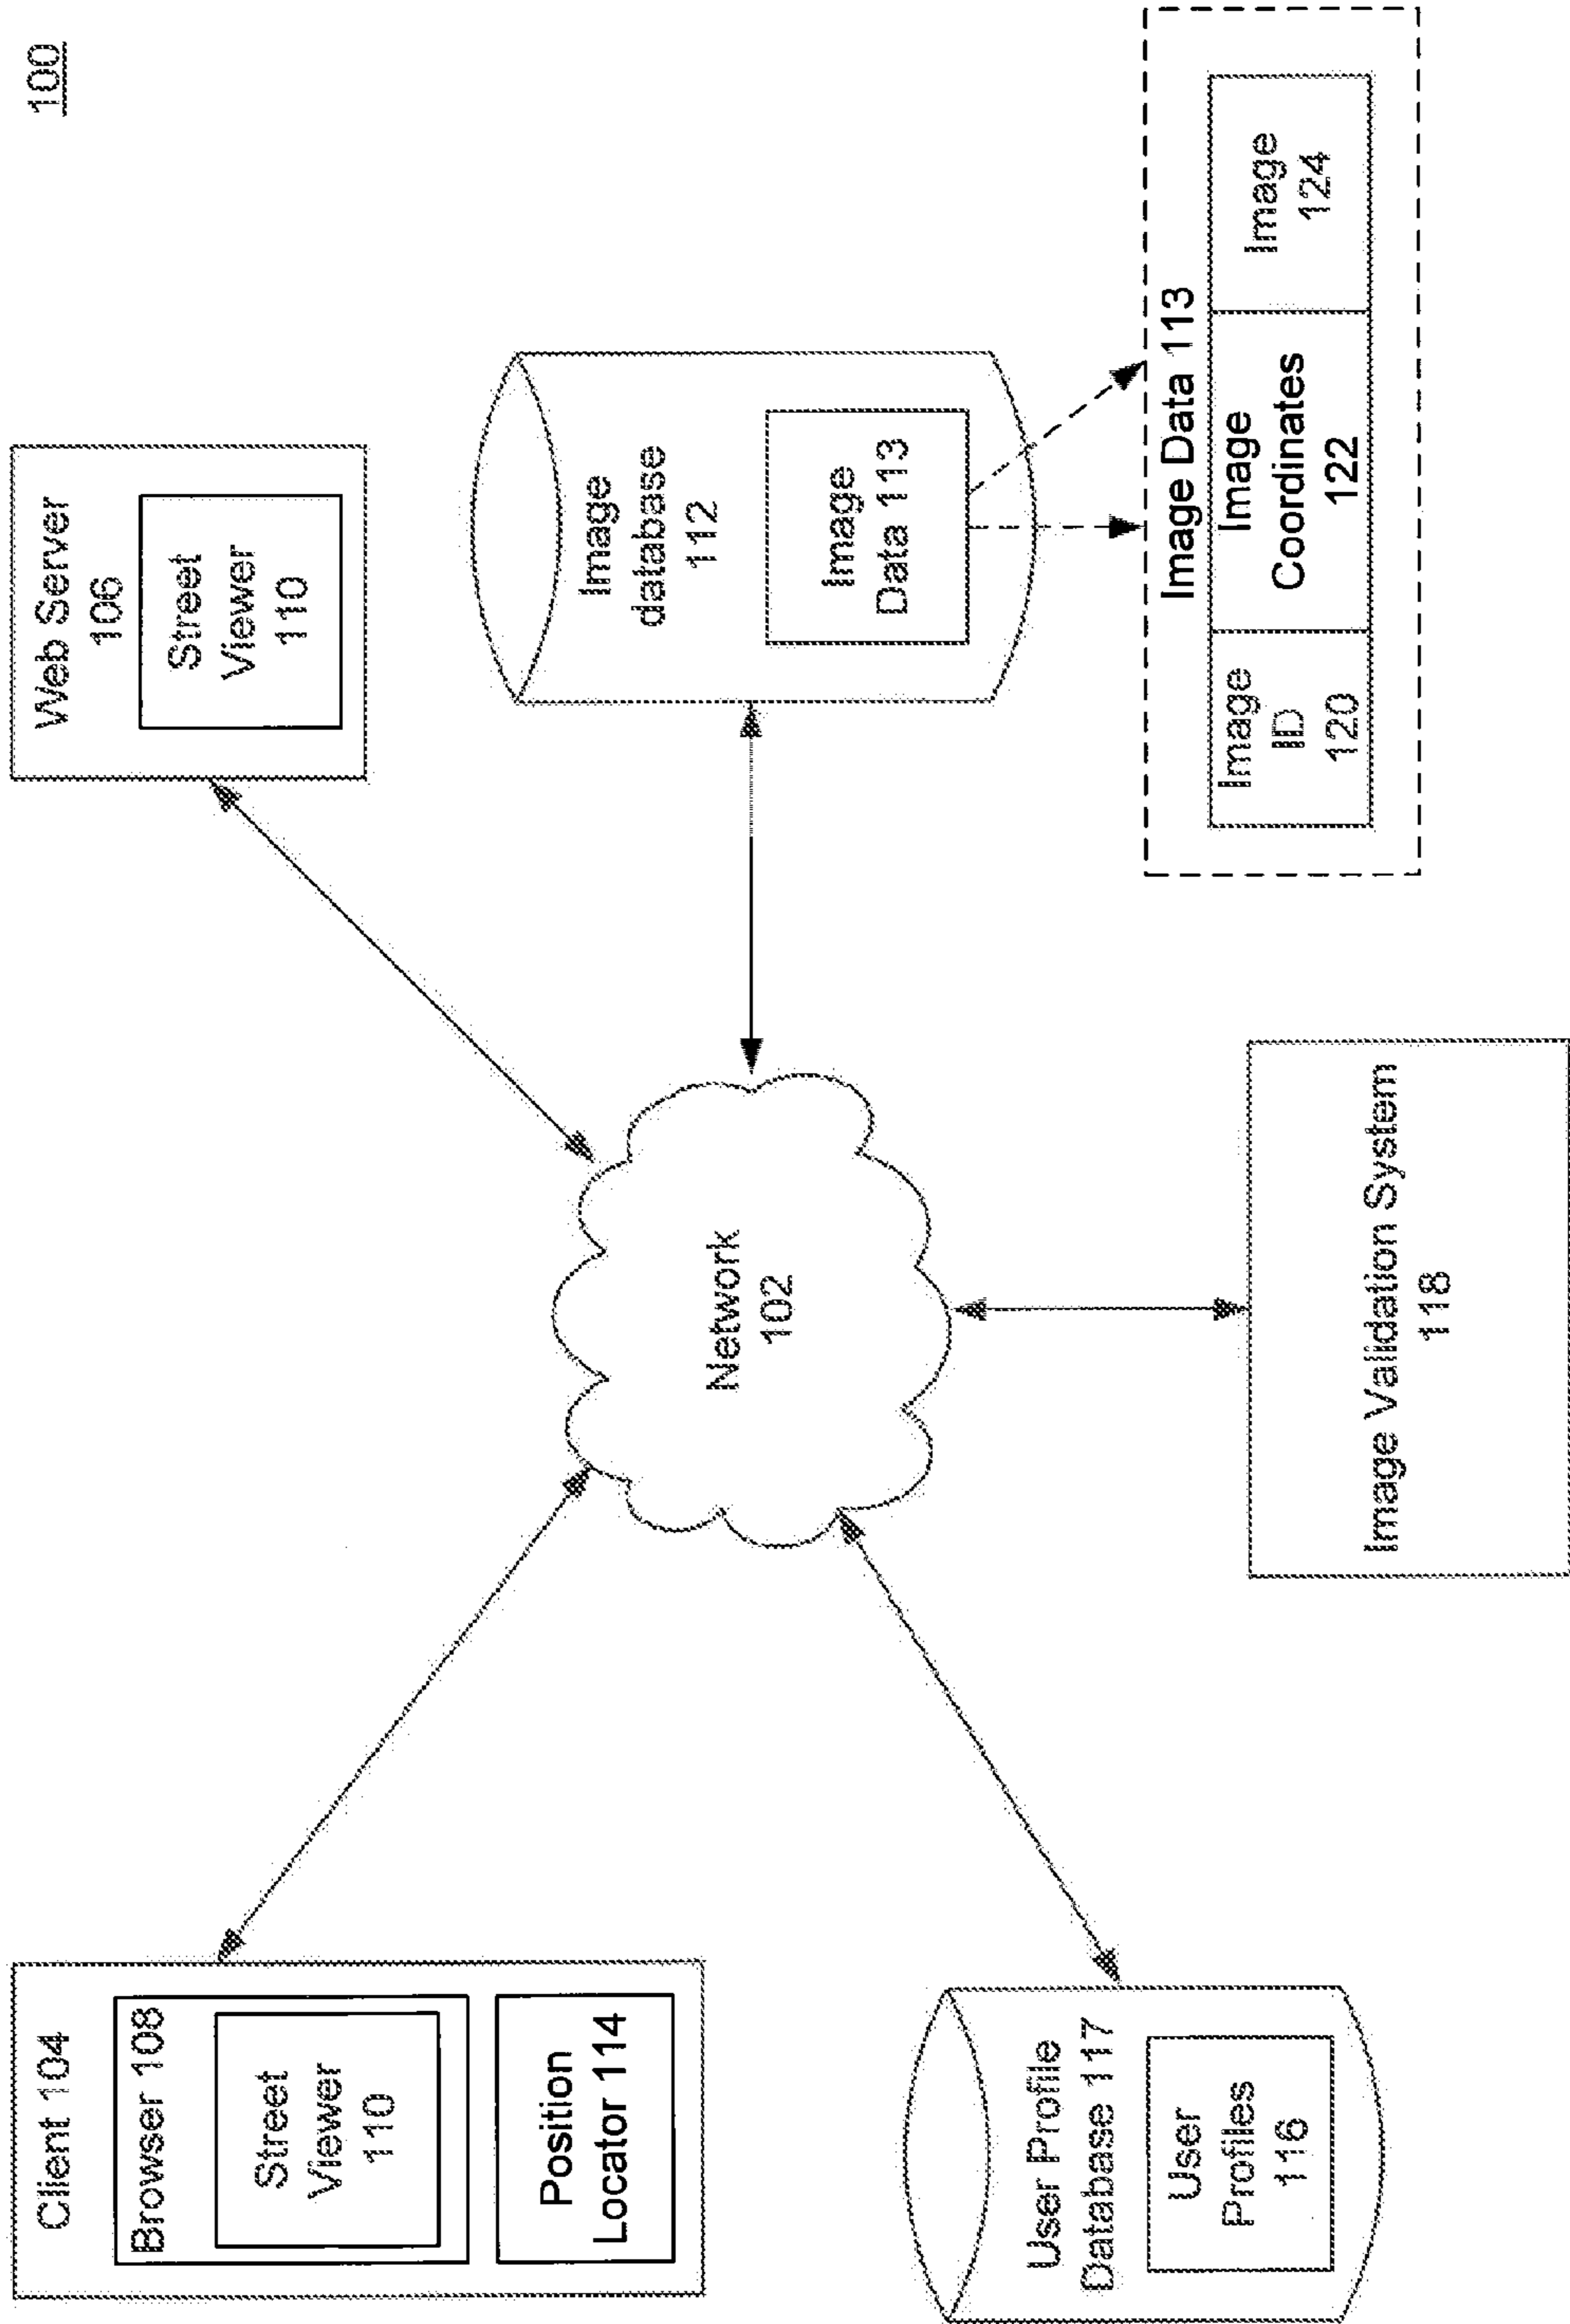 100
Client 104
Browser 108
Street
Viewer
110
Position
Locator 114
Web Server
106
Street
Viewer
110
Network
102
Image
database
112
Image
Data 113
User Profile
Database 117
User
Profiles
116
Image Validation System
118
Image Data 113
Image
ID
120
Image
Coordinates
122
Image
124